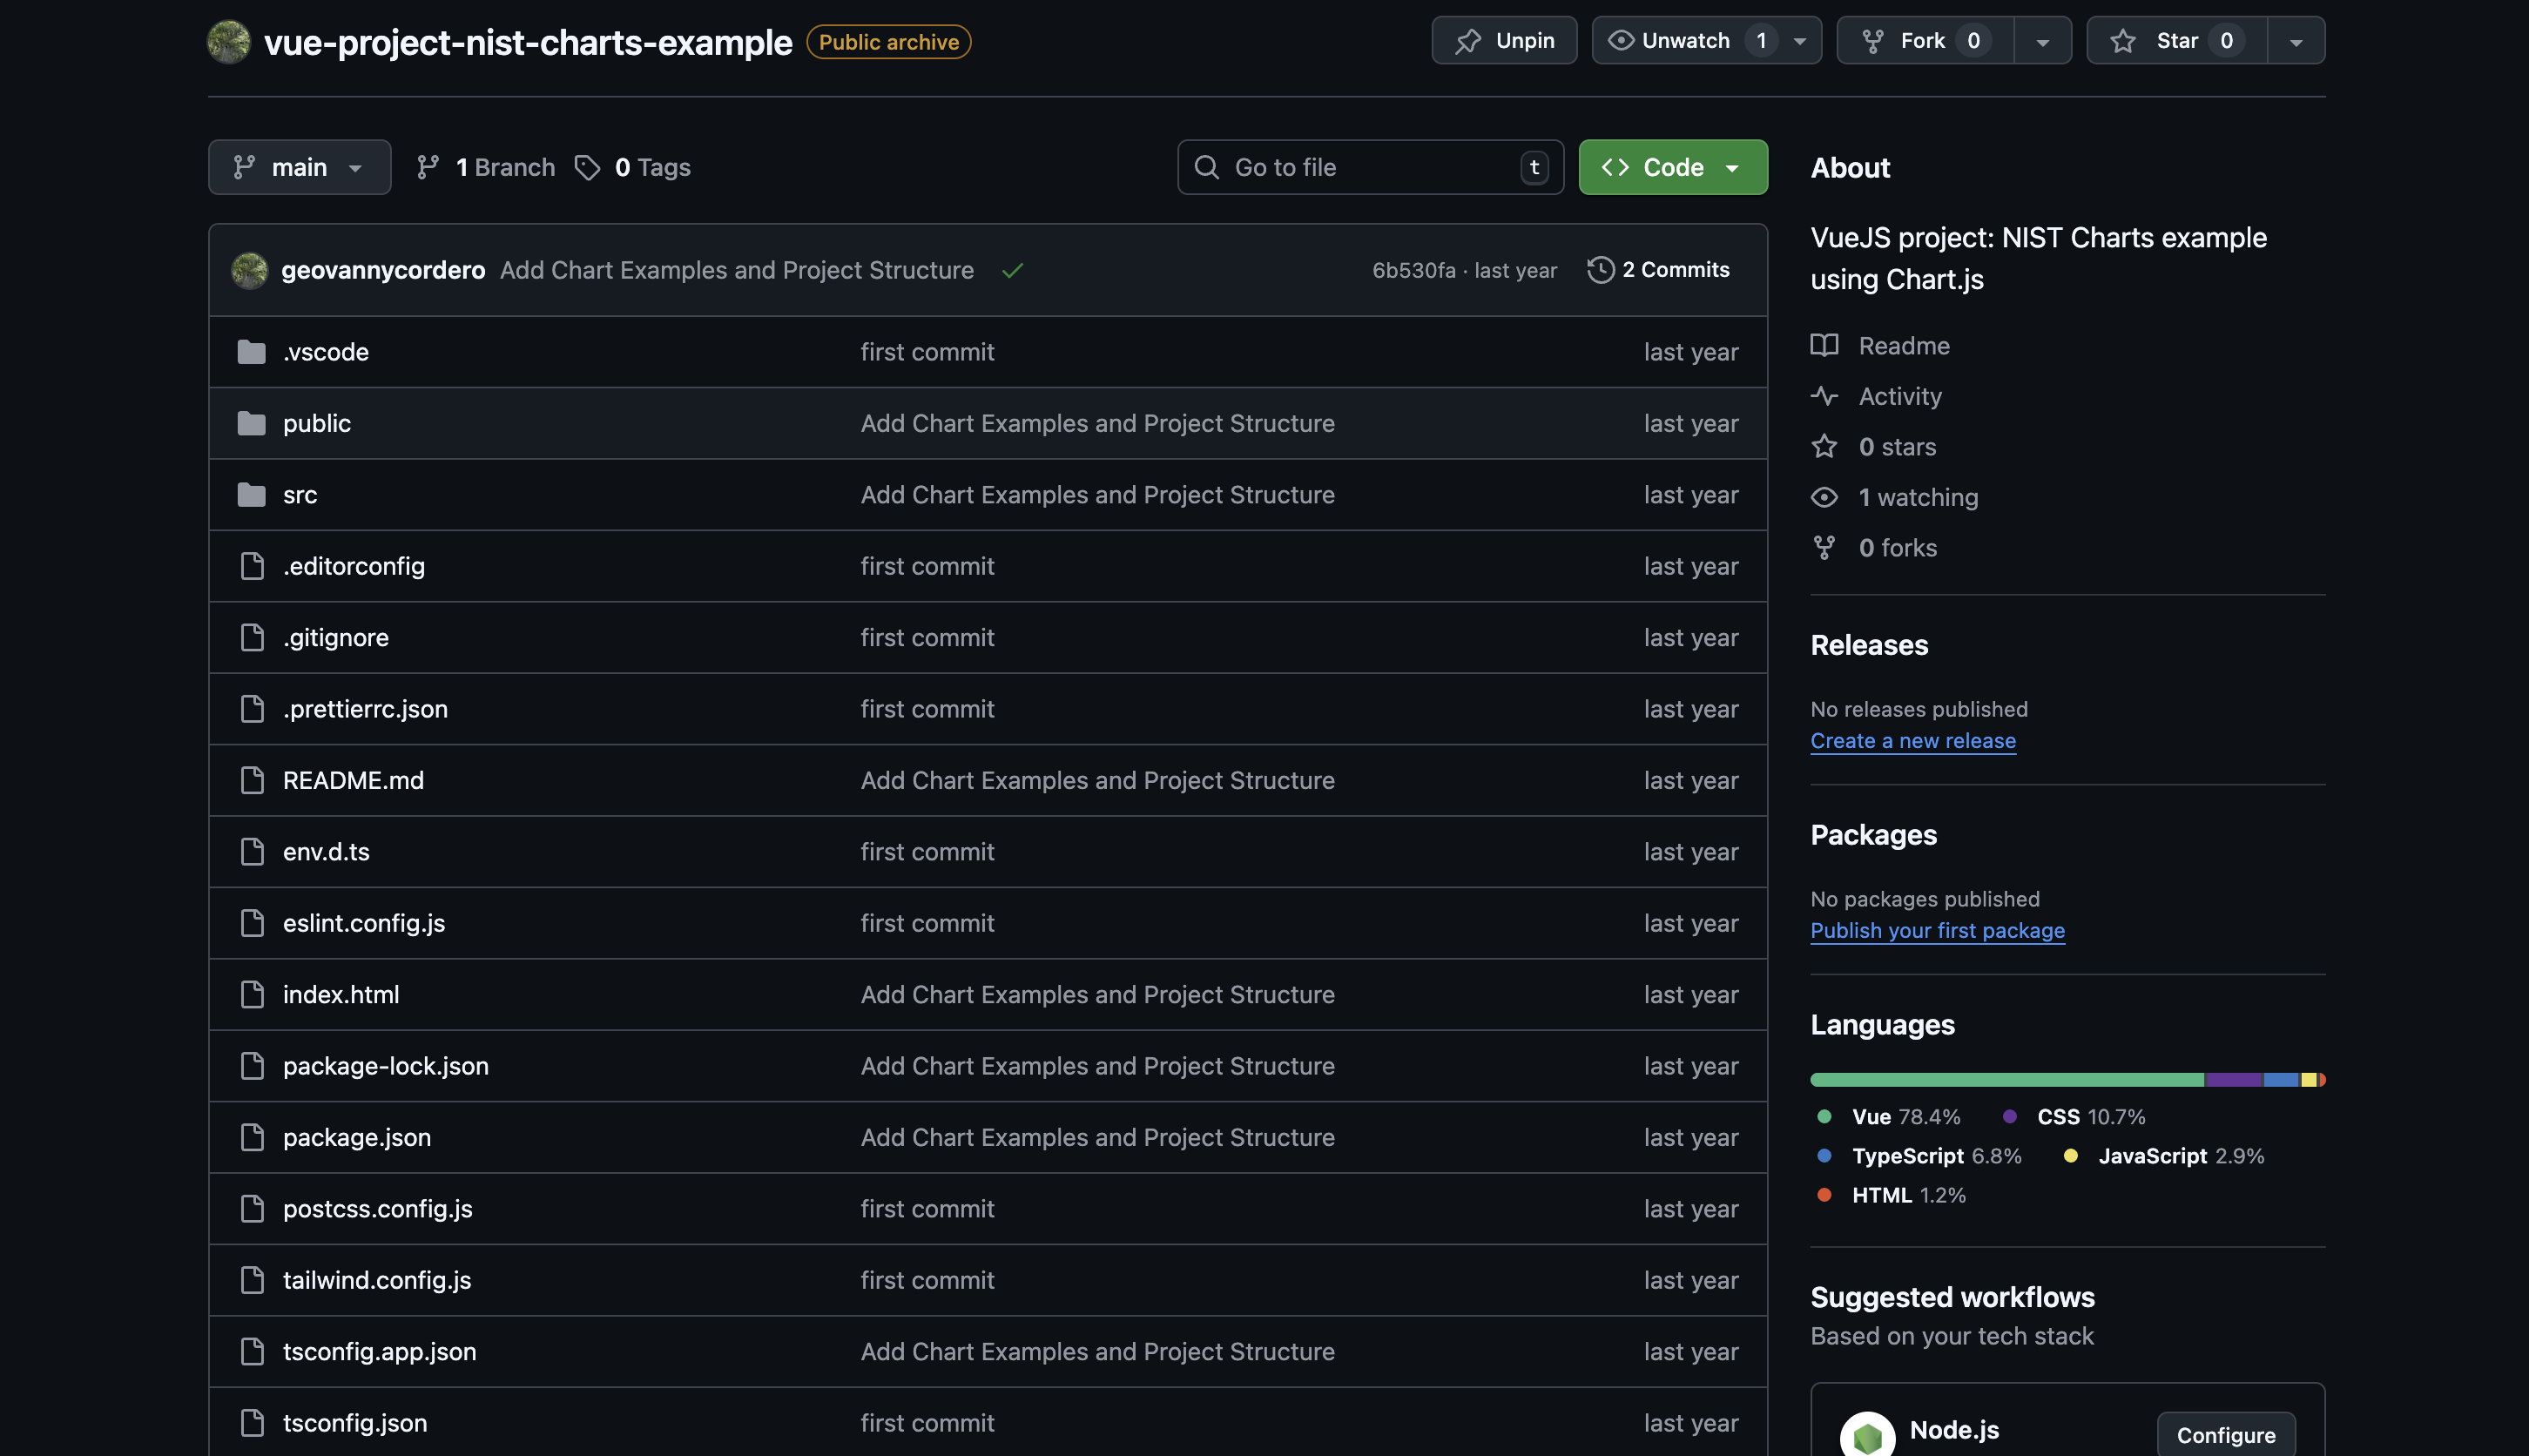 vue-project-nist-charts-example Public archive Unpin Unwatch 1 Fork 0 Star 0
main 1 Branch 0 Tags Go to file t Code
geovannycordero Add Chart Examples and Project Structure 6b530fa · last year 2 Commits
.vscode first commit last year
public Add Chart Examples and Project Structure last year
src Add Chart Examples and Project Structure last year
.editorconfig first commit last year
.gitignore first commit last year
.prettierrc.json first commit last year
README.md Add Chart Examples and Project Structure last year
env.d.ts first commit last year
eslint.config.js first commit last year
index.html Add Chart Examples and Project Structure last year
package-lock.json Add Chart Examples and Project Structure last year
package.json Add Chart Examples and Project Structure last year
postcss.config.js first commit last year
tailwind.config.js first commit last year
tsconfig.app.json Add Chart Examples and Project Structure last year
tsconfig.json first commit last year
About
VueJS project: NIST Charts example
using Chart.js
Readme
Activity
0 stars
1 watching
0 forks
Releases
No releases published
Create a new release
Packages
No packages published
Publish your first package
Languages
Vue 78.4% CSS 10.7%
TypeScript 6.8% JavaScript 2.9%
HTML 1.2%
Suggested workflows
Based on your tech stack
Node.js Configure